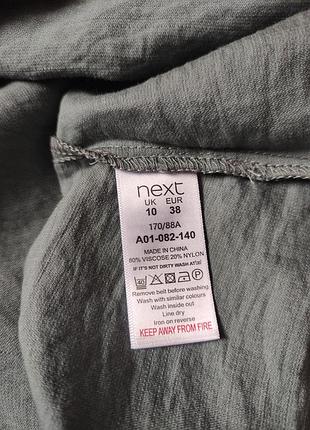 next
UK EUR
10 38
170/88A
A01-082-140
MADE IN CHINA
80% VISCOSE 20% NYLON
IF IT'S NOT DIRTY WASH AT
Remove belt before washing
Wash with similar colours
Wash inside out
Line dry
Iron on reverse
KEEP AWAY FROM FIRE